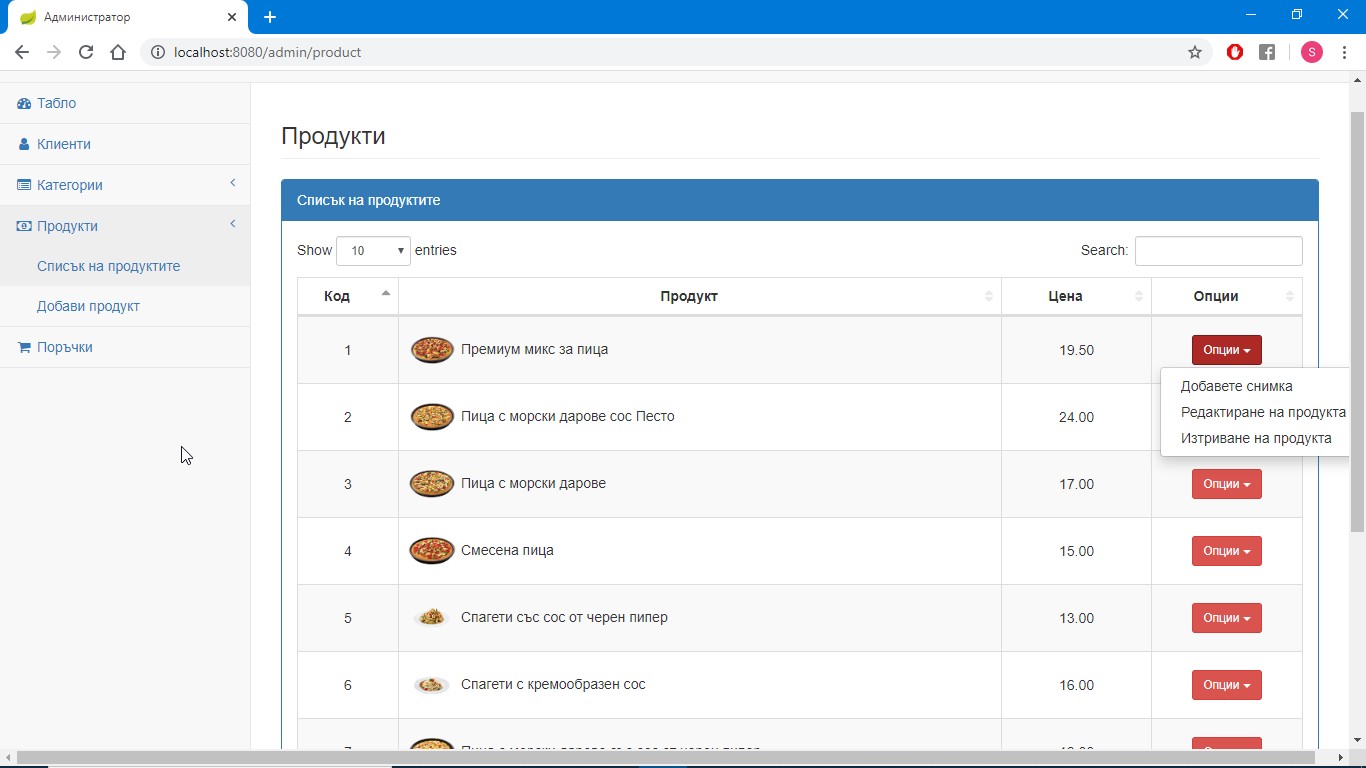 Администратор
localhost:8080/admin/product
S
Табло
Клиенти
Категории
Продукти
Списък на продуктите
Добави продукт
Поръчки
Продукти
Списък на продуктите
Show 10 entries
Search:
Код Продукт Цена Опции
1 Премиум микс за пица 19.50 Опции
Добавете снимка
Редактиране на продукта
Изтриване на продукта
2 Пица с морски дарове сос Песто 24.00
3 Пица с морски дарове 17.00 Опции
4 Смесена пица 15.00 Опции
5 Спагети със сос от черен пипер 13.00 Опции
6 Спагети с кремообразен сос 16.00 Опции